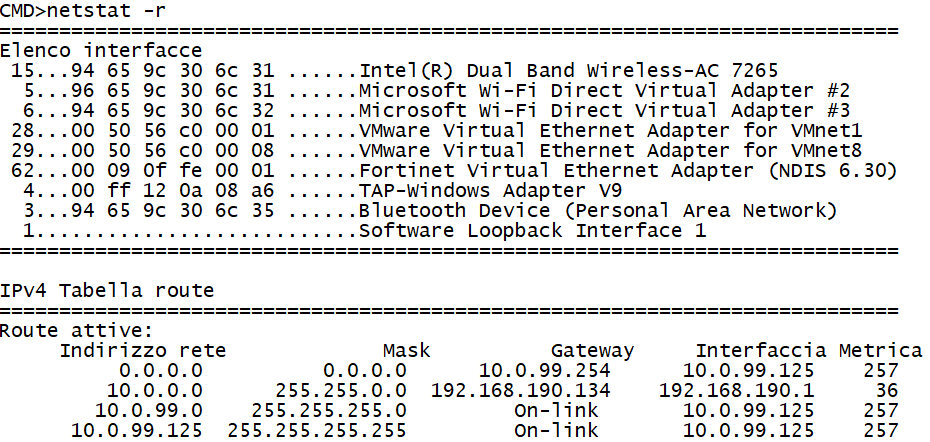 CMD>netstat -r
===========================================================================
Elenco interfacce
 15...94 65 9c 30 6c 31 ......Intel(R) Dual Band Wireless-AC 7265
  5...96 65 9c 30 6c 31 ......Microsoft Wi-Fi Direct Virtual Adapter #2
  6...94 65 9c 30 6c 32 ......Microsoft Wi-Fi Direct Virtual Adapter #3
 28...00 50 56 c0 00 01 ......VMware Virtual Ethernet Adapter for VMnet1
 29...00 50 56 c0 00 08 ......VMware Virtual Ethernet Adapter for VMnet8
 62...00 09 0f fe 00 01 ......Fortinet Virtual Ethernet Adapter (NDIS 6.30)
  4...00 ff 12 0a 08 a6 ......TAP-Windows Adapter V9
  3...94 65 9c 30 6c 35 ......Bluetooth Device (Personal Area Network)
  1...........................Software Loopback Interface 1
===========================================================================

IPv4 Tabella route
===========================================================================
Route attive:
     Indirizzo rete             Mask          Gateway     Interfaccia Metrica
          0.0.0.0          0.0.0.0      10.0.99.254      10.0.99.125    257
         10.0.0.0      255.255.0.0  192.168.190.134    192.168.190.1     36
        10.0.99.0    255.255.255.0         On-link       10.0.99.125    257
      10.0.99.125  255.255.255.255         On-link       10.0.99.125    257